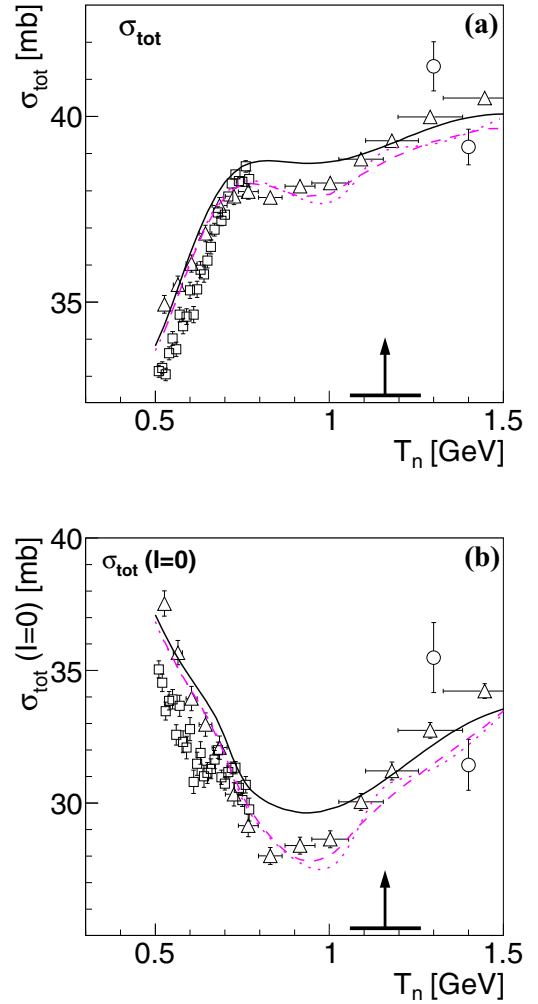 (a)
σtot
σtot [mb]
40
35
0.5 1 1.5
Tn [GeV]
(b)
σtot (I=0)
σtot (I=0) [mb]
40
35
30
0.5 1 1.5
Tn [GeV]